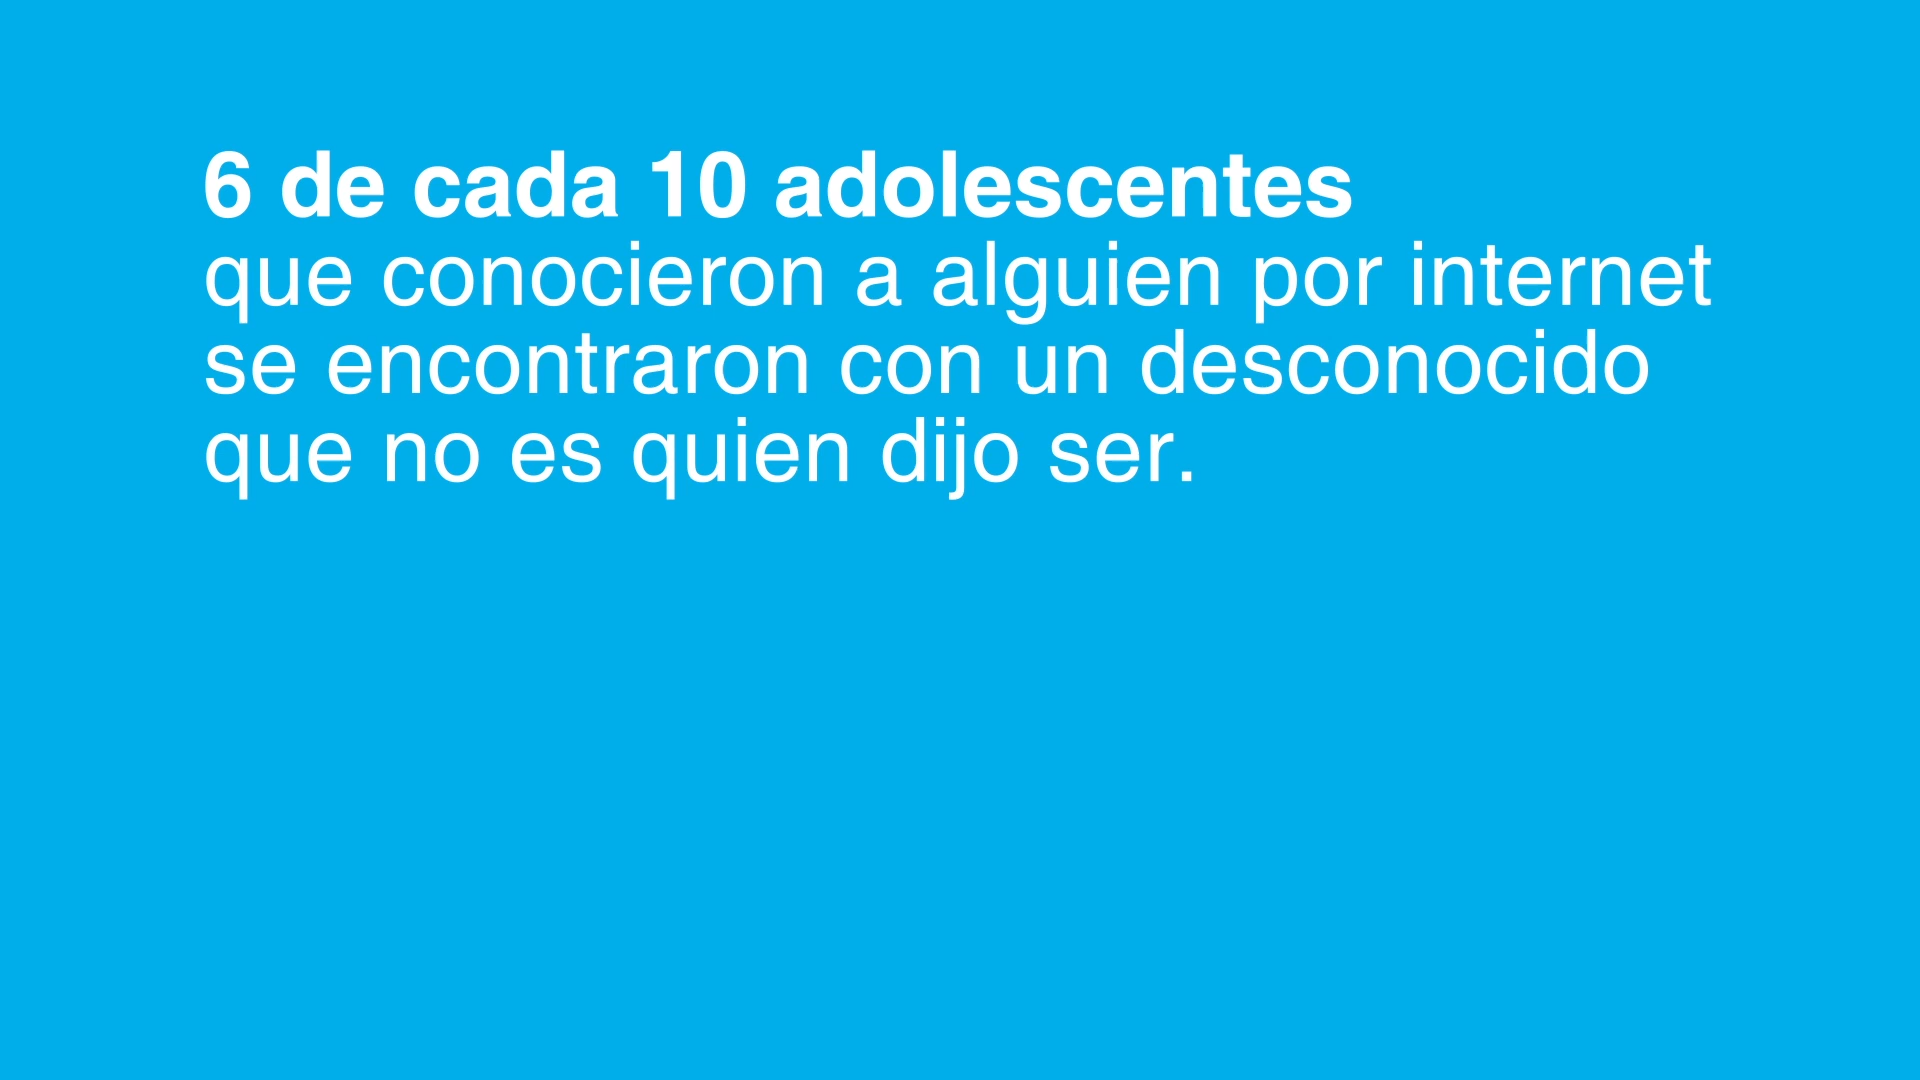 6 de cada 10 adolescentes
que conocieron a alguien por internet
se encontraron con un desconocido
que no es quien dijo ser.